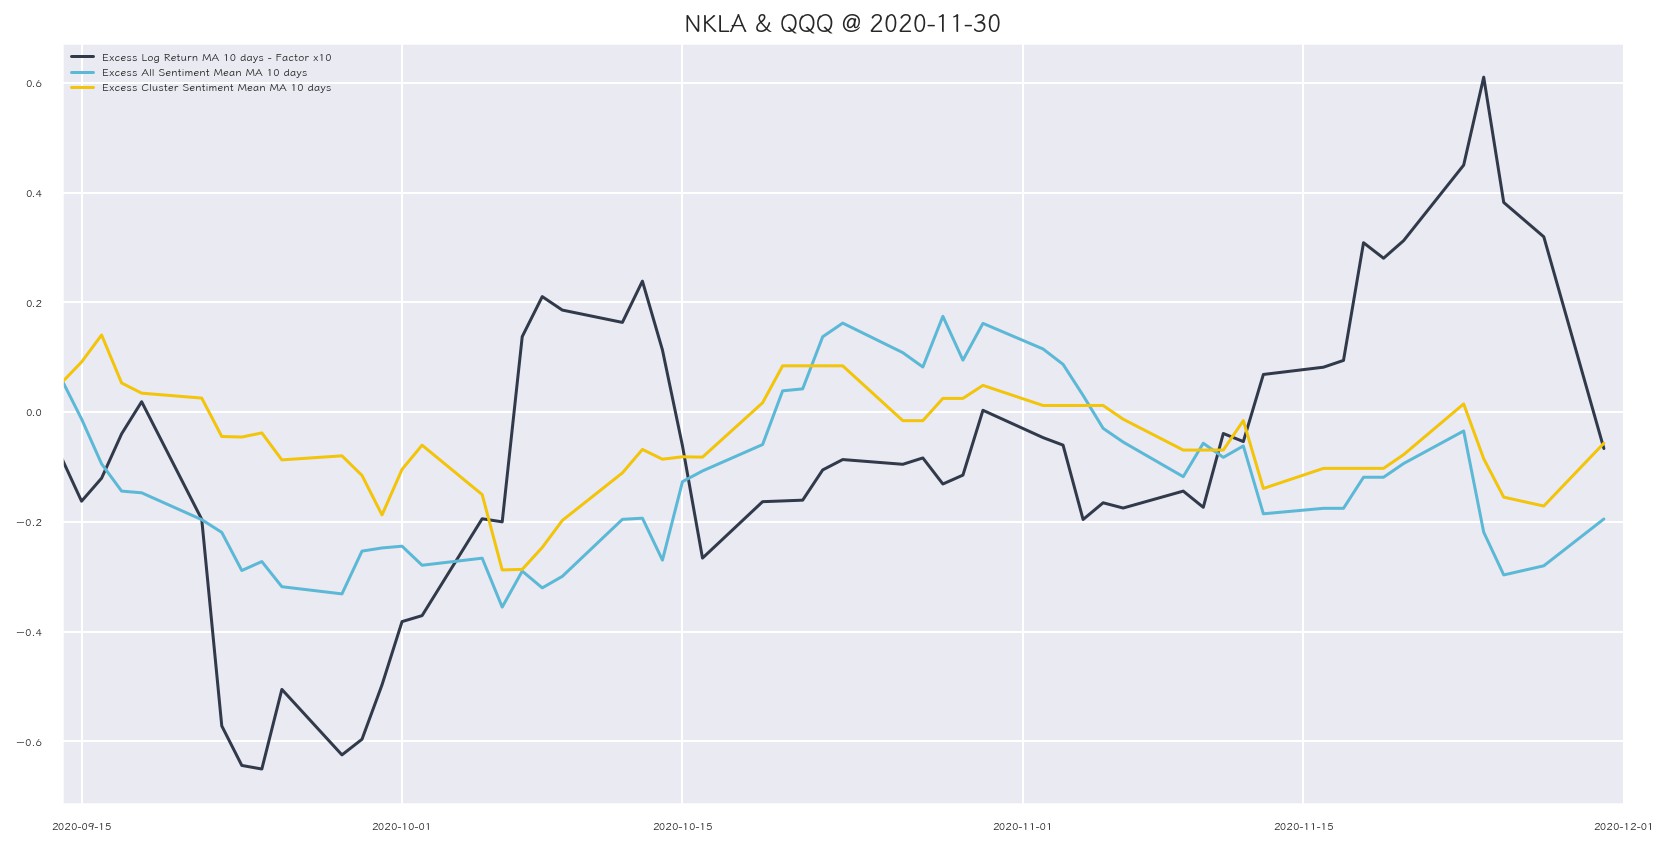 NKLA & QQQ @ 2020-11-30
Excess Log Return MA 10 days - Factor x10
Excess All Sentiment Mean MA 10 days
Excess Cluster Sentiment Mean MA 10 days
0.6
0.4
0.2
0.0
−0.2
−0.4
−0.6
2020-09-15 2020-10-01 2020-10-15 2020-11-01 2020-11-15 2020-12-01